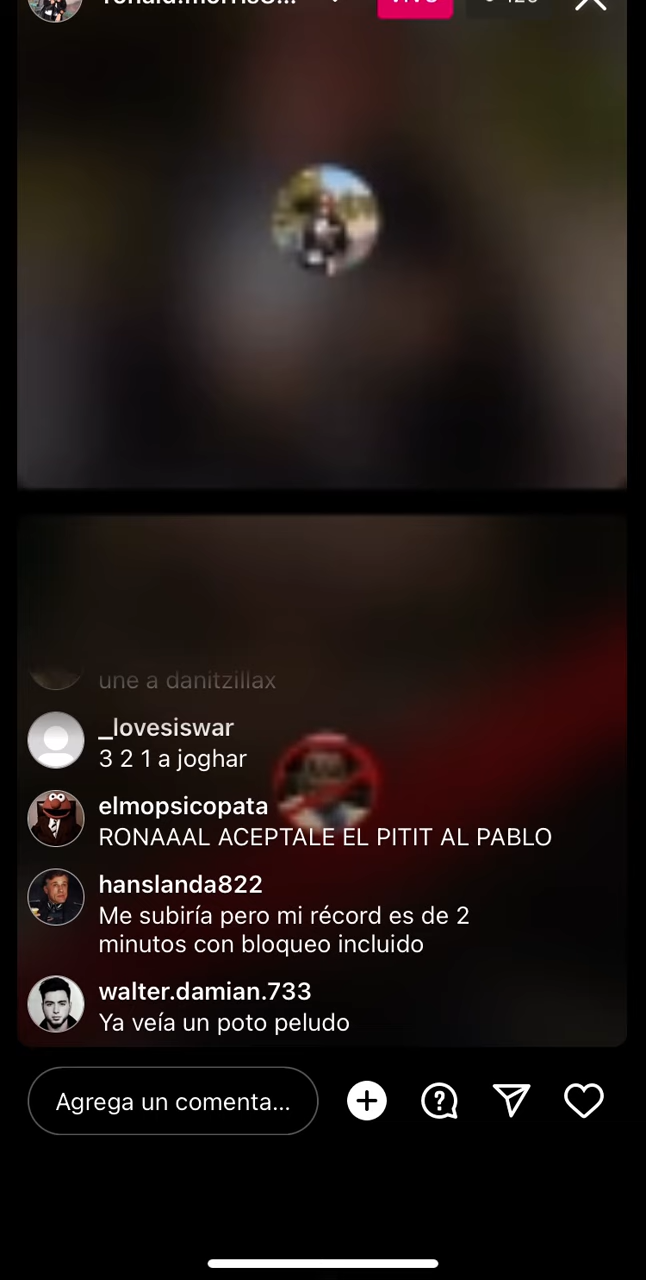 une a danitzillax
_lovesiswar
3 2 1 a joghar
elmopsicopata
RONAAAL ACEPTALE EL PITIT AL PABLO
hanslanda822
Me subiría pero mi récord es de 2
minutos con bloqueo incluido
walter.damian.733
Ya veía un poto peludo
Agrega un comenta...